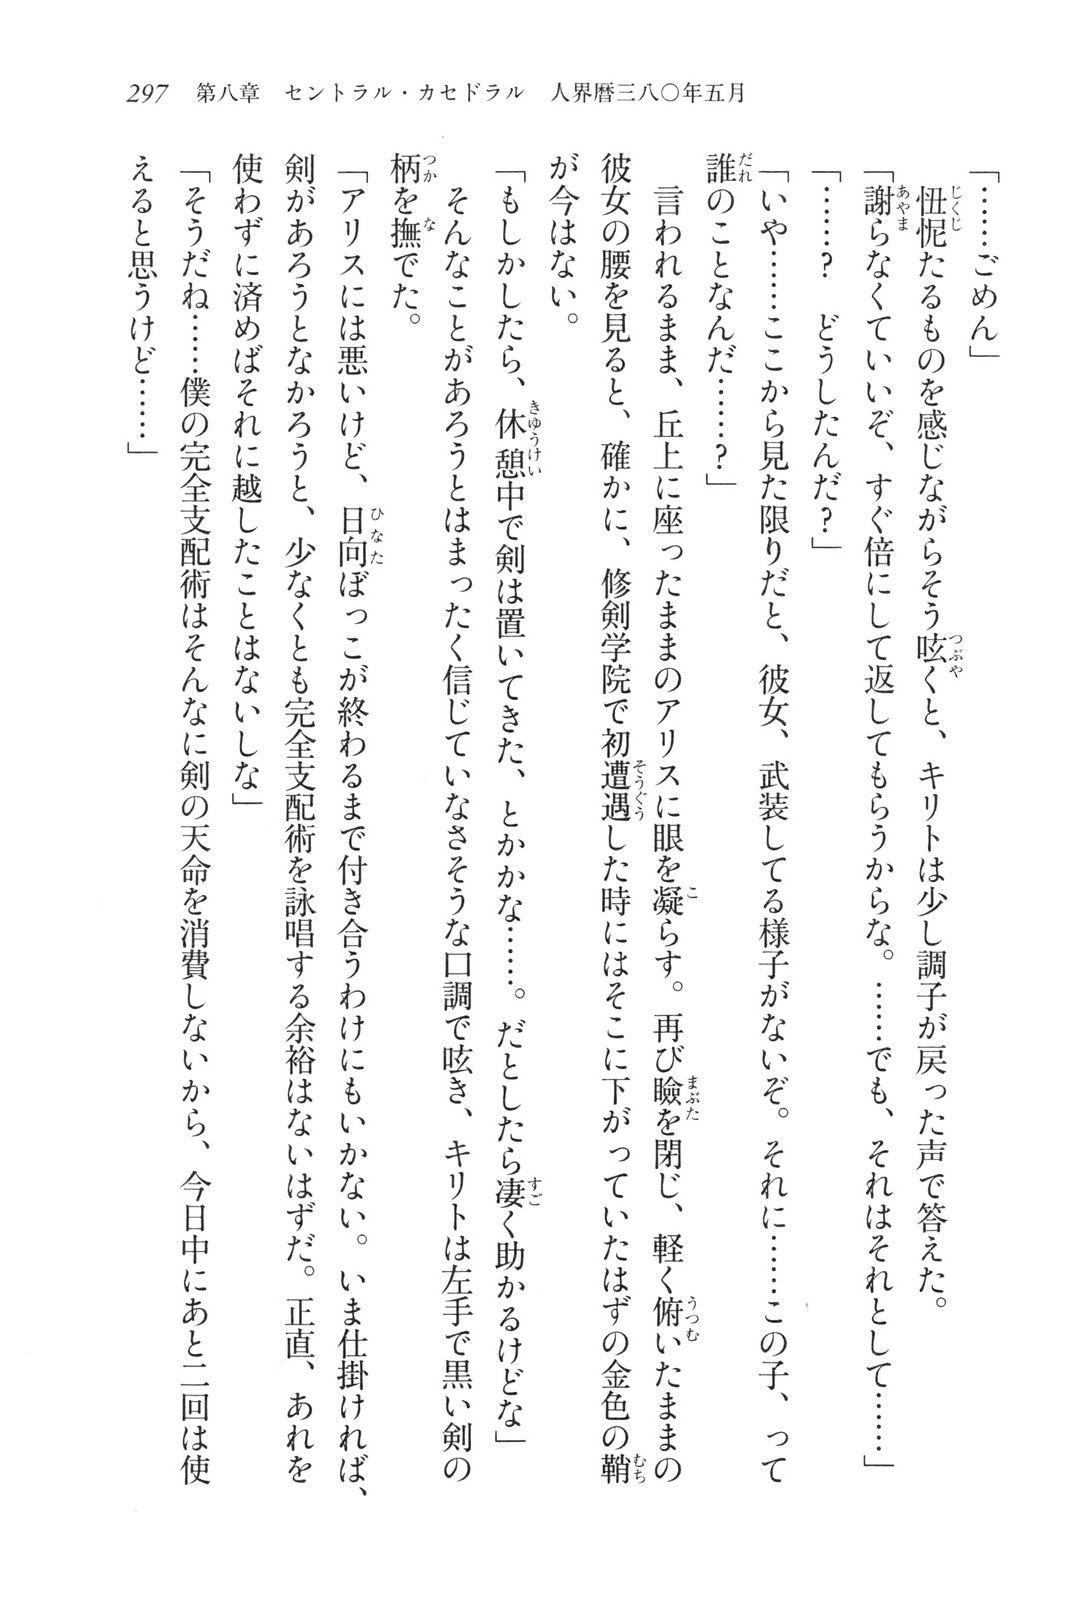 297　第八章　セントラル・カセドラル　人界暦三八〇年五月
「……ごめん」
　忸怩たるものを感じながらそう呟くと、キリトは少し調子が戻った声で答えた。
「謝らなくていいぞ、すぐ倍にして返してもらうからな。……でも、それはそれとして……」
「……？　どうしたんだ？」
「いや……ここから見た限りだと、彼女、武装してる様子がないぞ。それに……この子、って
誰のことなんだ……？」
　言われるまま、丘上に座ったままのアリスに眼を凝らす。再び瞼を閉じ、軽く俯いたままの
彼女の腰を見ると、確かに、修剣学院で初遭遇した時にはそこに下がっていたはずの金色の鞘
が今はない。
「もしかしたら、休憩中で剣は置いてきた、とかかな……。だとしたら凄く助かるけどな」
　そんなことがあろうとはまったく信じていなさそうな口調で呟き、キリトは左手で黒い剣の
柄を撫でた。
「アリスには悪いけど、日向ぼっこが終わるまで付き合うわけにもいかない。いま仕掛ければ、
剣があろうとなかろうと、少なくとも完全支配術を詠唱する余裕はないはずだ。正直、あれを
使わずに済めばそれに越したことはないしな」
「そうだね……僕の完全支配術はそんなに剣の天命を消費しないから、今日中にあと二回は使
えると思うけど……」